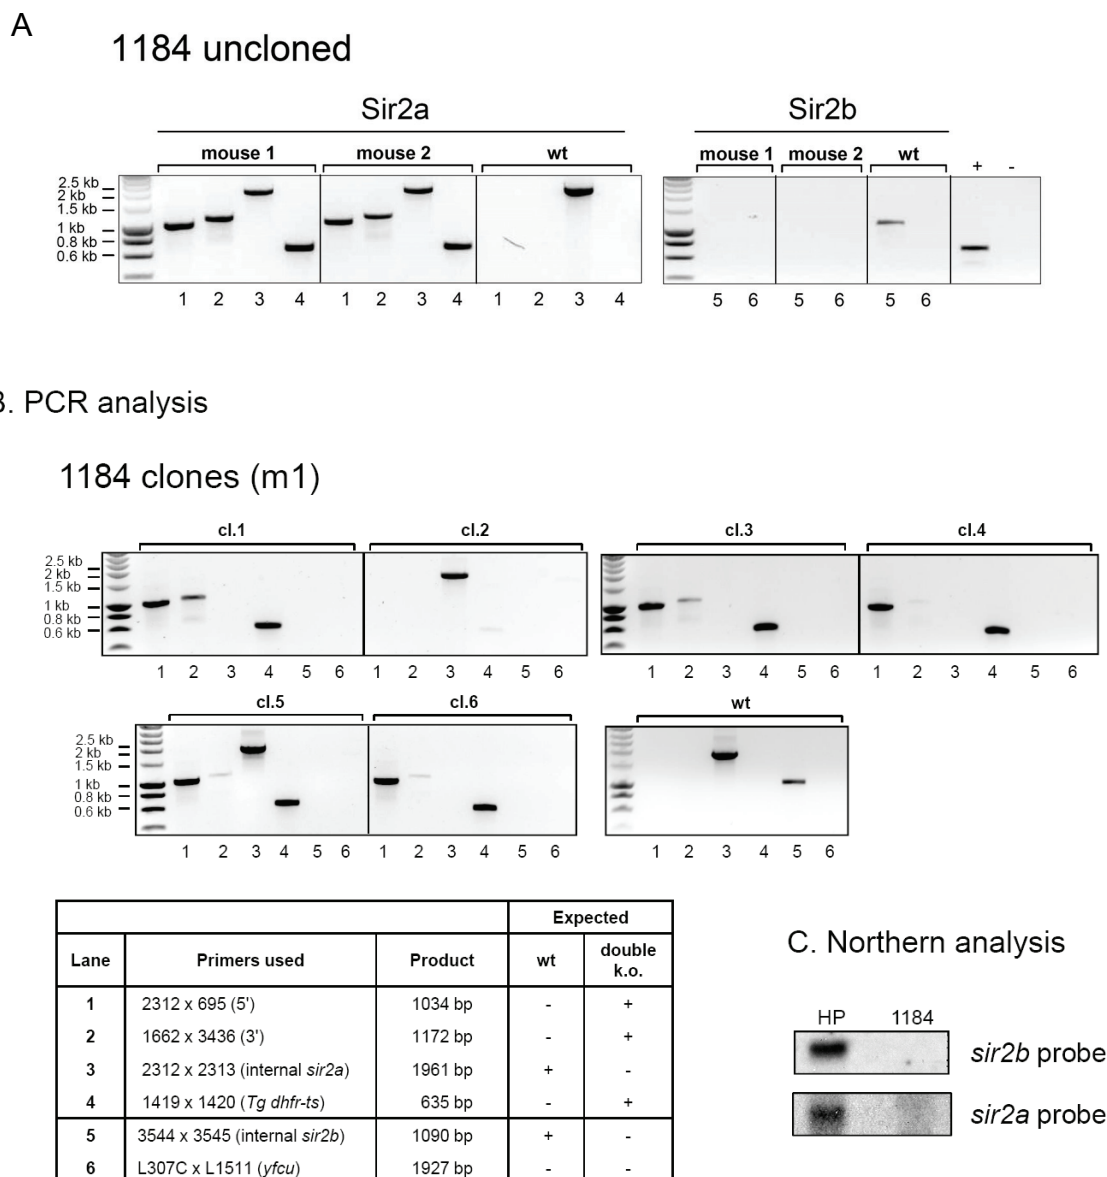 A
1184 uncloned
Sir2a
Sir2b
mouse 1 mouse 2 wt
mouse 1 mouse 2 wt + -
2.5 kb
2 kb
1.5 kb
1 kb
0.8 kb
0.6 kb
1 2 3 4 1 2 3 4 1 2 3 4
5 6 5 6 5 6
B. PCR analysis
1184 clones (m1)
cl.1 cl.2 cl.3 cl.4
2.5 kb
2 kb
1.5 kb
1 kb
0.8 kb
0.6 kb
1 2 3 4 5 6 1 2 3 4 5 6 1 2 3 4 5 6 1 2 3 4 5 6
cl.5 cl.6 wt
2.5 kb
2 kb
1.5 kb
1 kb
0.8 kb
0.6 kb
1 2 3 4 5 6 1 2 3 4 5 6 1 2 3 4 5 6
Expected
Lane Primers used Product wt double k.o.
1 2312 x 695 (5') 1034 bp - +
2 1662 x 3436 (3') 1172 bp - +
3 2312 x 2313 (internal sir2a) 1961 bp + -
4 1419 x 1420 (Tg dhfr-ts) 635 bp - +
5 3544 x 3545 (internal sir2b) 1090 bp + -
6 L307C x L1511 (yfcu) 1927 bp - -
C. Northern analysis
HP 1184
sir2b probe
sir2a probe